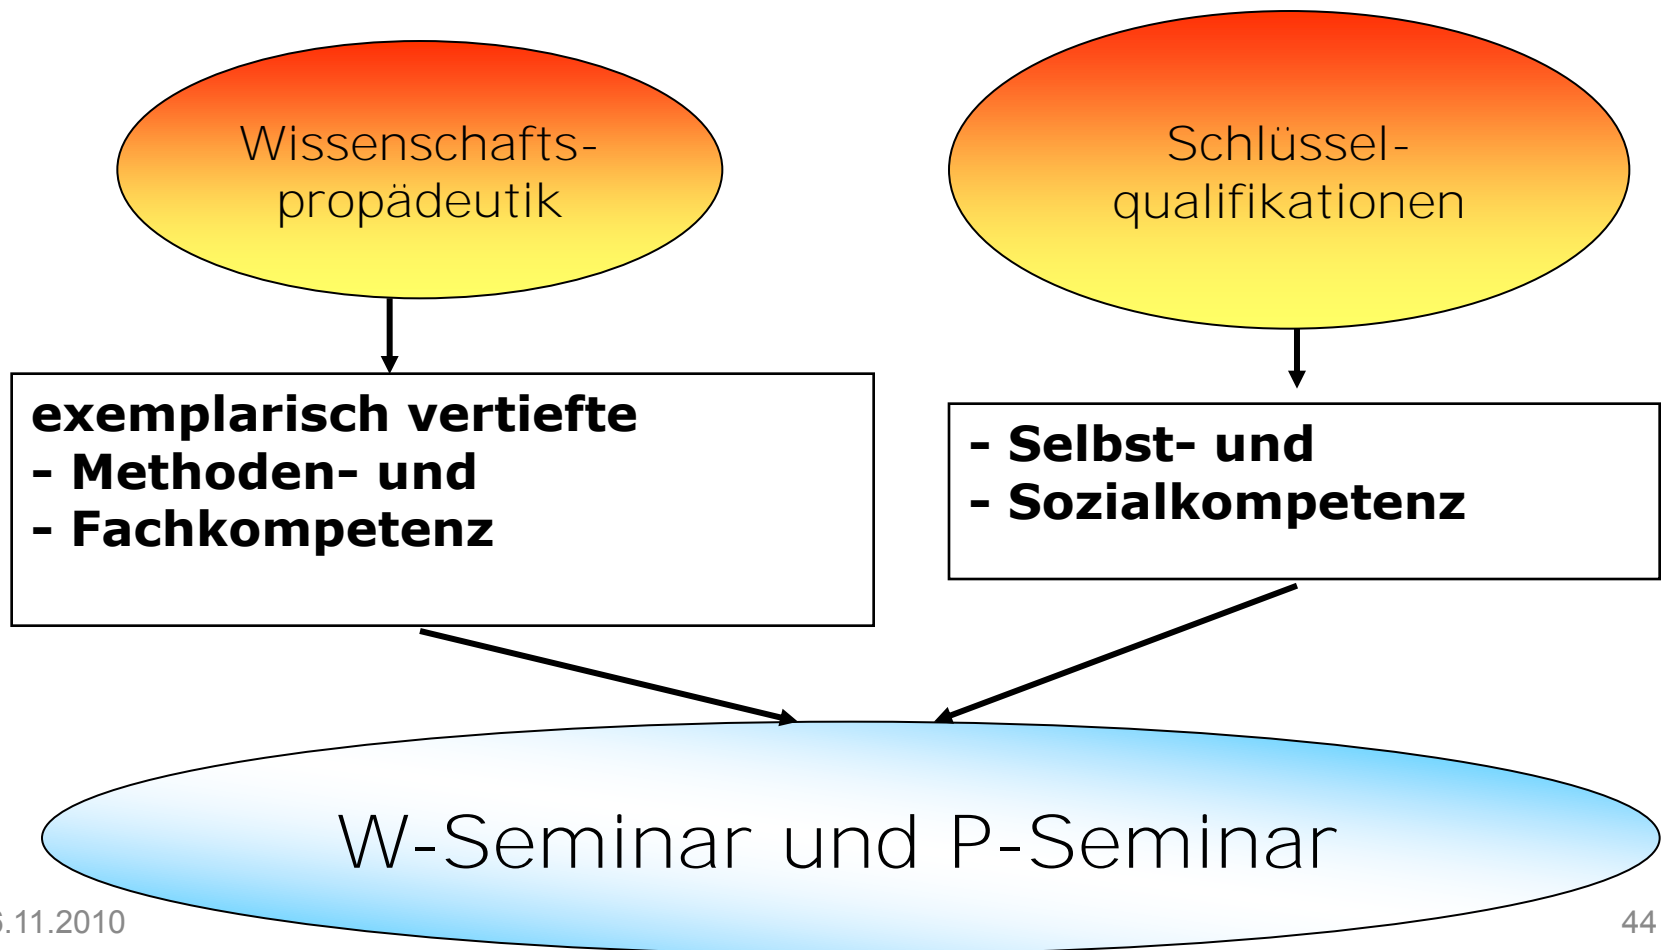 Wissenschafts-
propädeutik
Schlüssel-
qualifikationen
exemplarisch vertiefte
- Methoden- und
- Fachkompetenz
- Selbst- und
- Sozialkompetenz
W-Seminar und P-Seminar
.11.2010
44